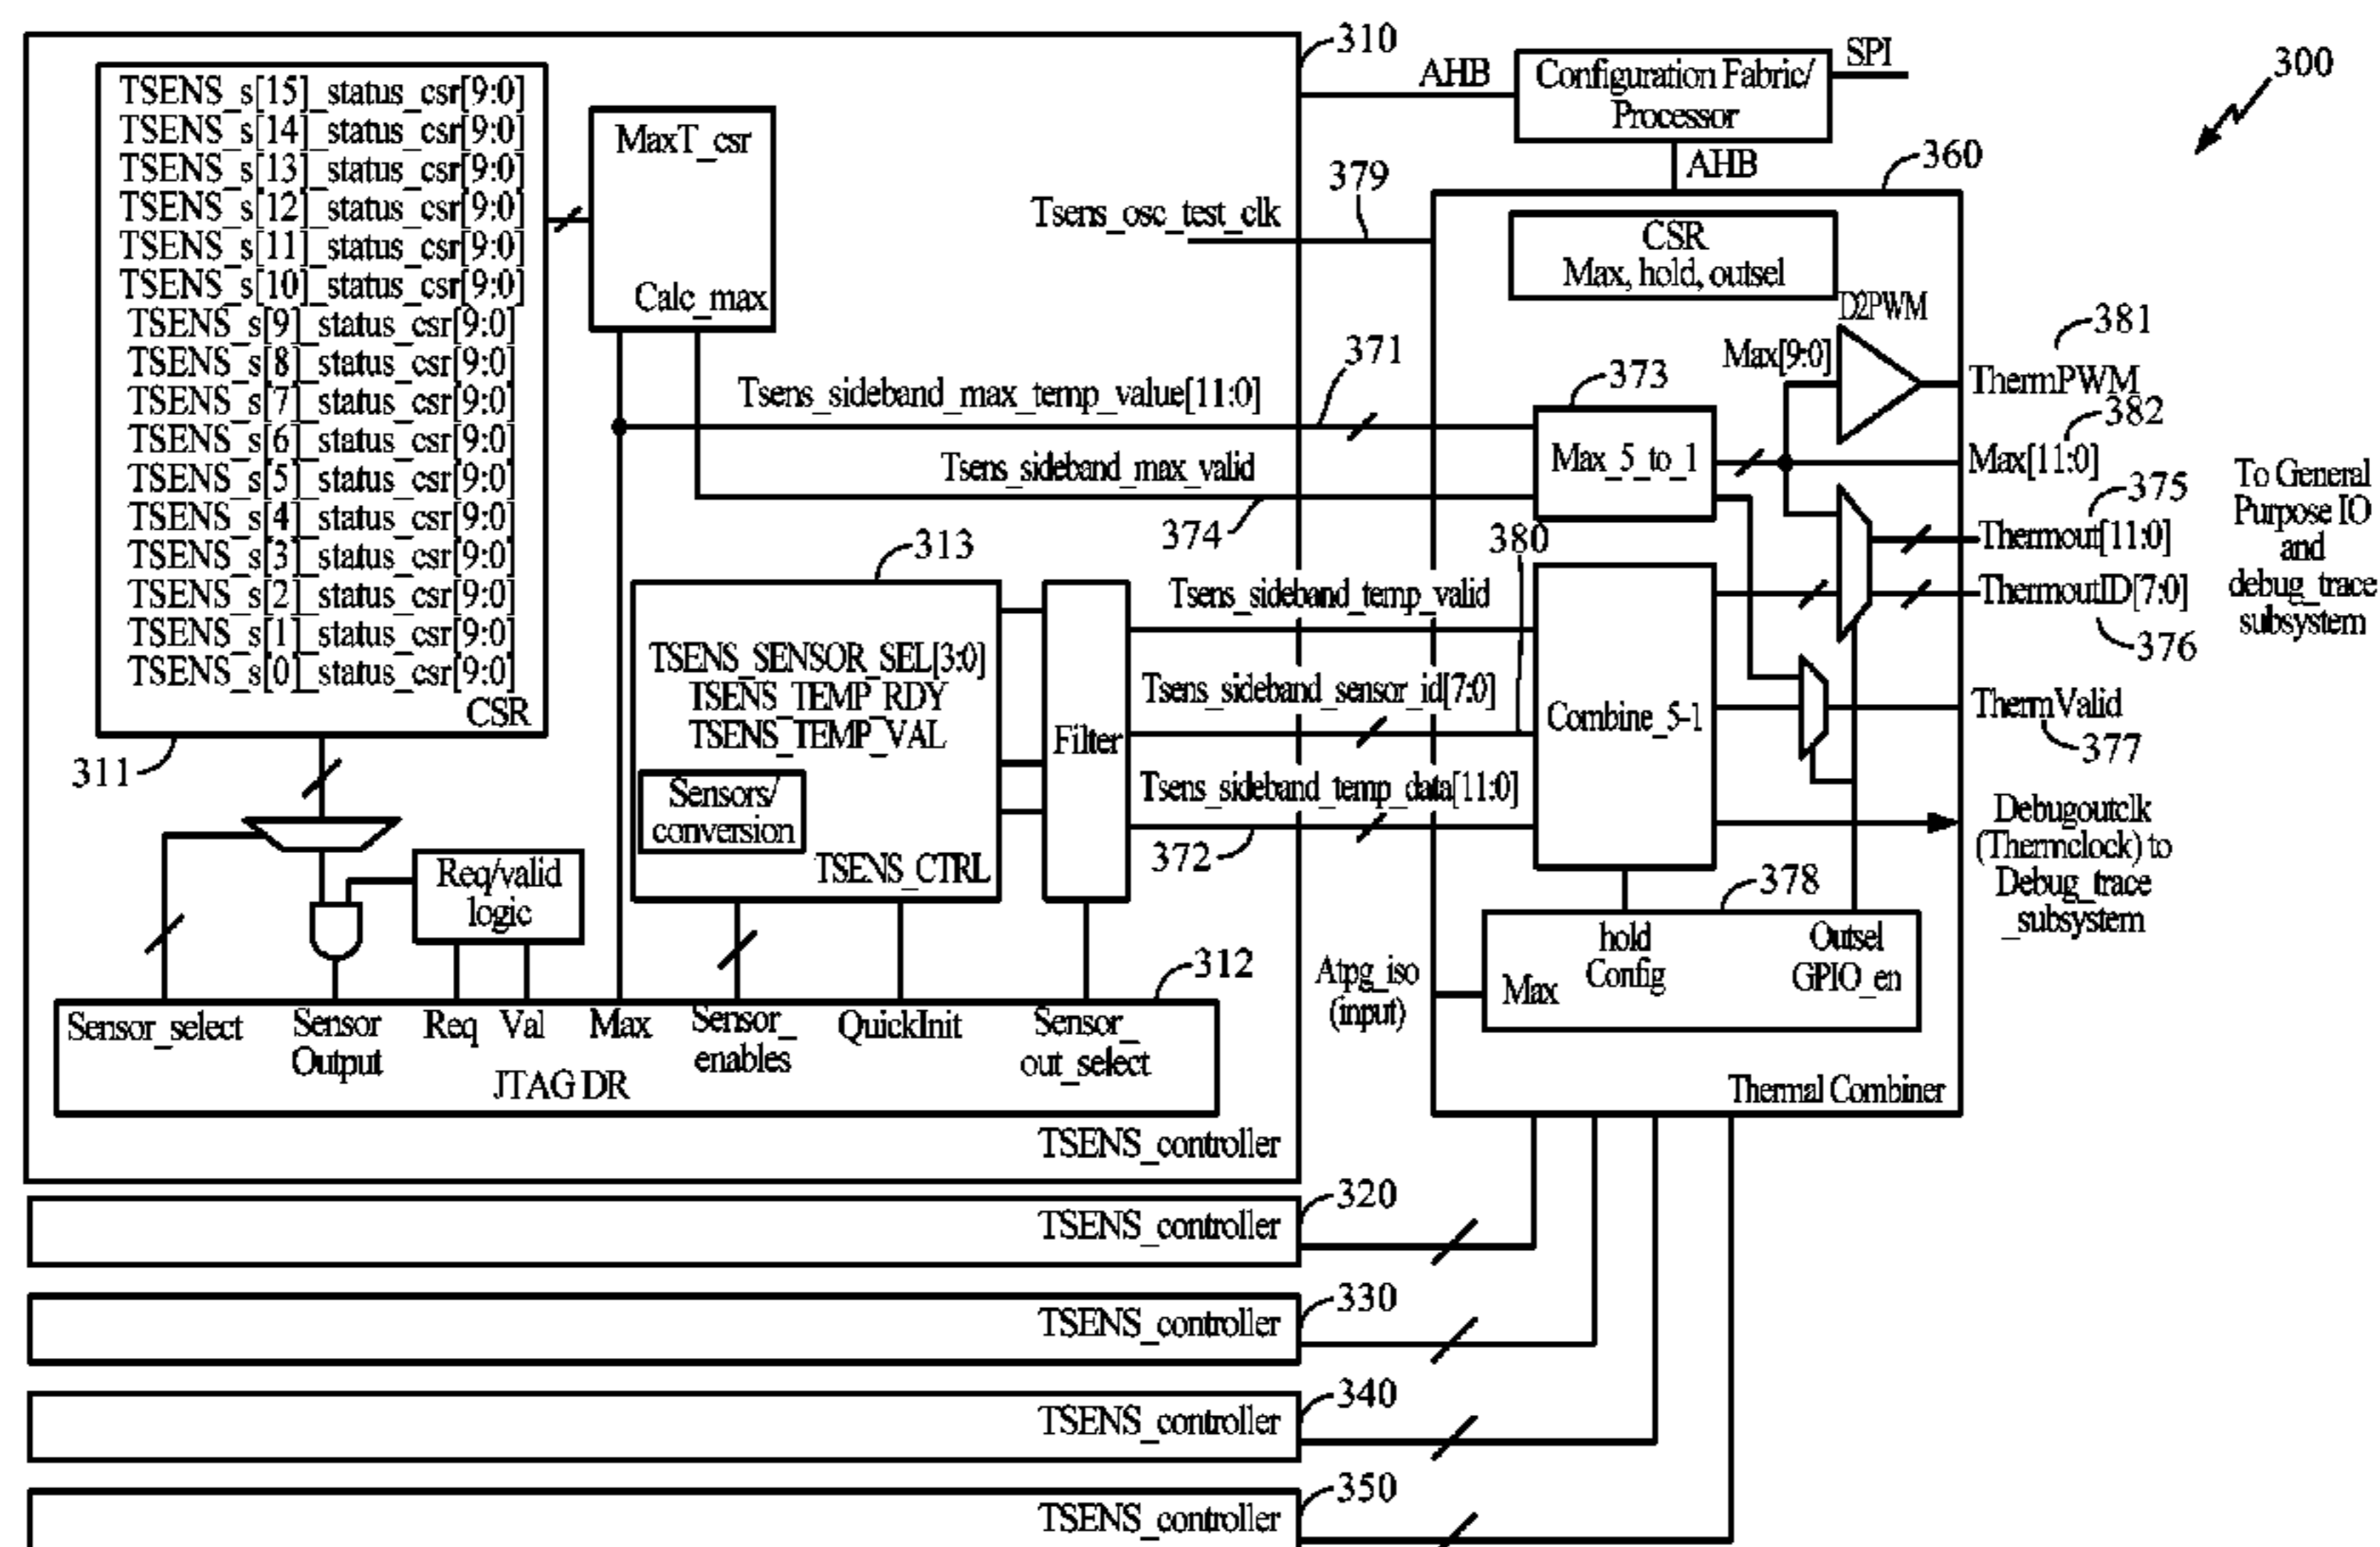 310
AHB
Configuration Fabric/
Processor
SPI
300
TSENS_s[15]_status_csr[9:0]
TSENS_s[14]_status_csr[9:0]
TSENS_s[13]_status_csr[9:0]
TSENS_s[12]_status_csr[9:0]
TSENS_s[11]_status_csr[9:0]
TSENS_s[10]_status_csr[9:0]
TSENS_s[9]_status_csr[9:0]
TSENS_s[8]_status_csr[9:0]
TSENS_s[7]_status_csr[9:0]
TSENS_s[6]_status_csr[9:0]
TSENS_s[5]_status_csr[9:0]
TSENS_s[4]_status_csr[9:0]
TSENS_s[3]_status_csr[9:0]
TSENS_s[2]_status_csr[9:0]
TSENS_s[1]_status_csr[9:0]
TSENS_s[0]_status_csr[9:0]
CSR
311
MaxT_csr
Calc_max
AHB
360
379
Tsens_osc_test_clk
CSR
Max, hold, outsel
D2PWM
Max[9:0]
381
ThermPWM
382
Max[11:0]
371
Tsens_sideband_max_temp_value[11:0]
373
Max_5_to_1
Tsens_sideband_max_valid
374
380
375
Thermout[11:0]
ThermoutID[7:0]
376
To General
Purpose IO
and
debug_trace
subsystem
313
TSENS_SENSOR_SEL[3:0]
TSENS_TEMP_RDY
TSENS_TEMP_VAL
Sensors/
conversion
TSENS_CTRL
Filter
Tsens_sideband_temp_valid
Tsens_sideband_sensor_id[7:0]
Tsens_sideband_temp_data[11:0]
372
Combine_5-1
ThermValid
377
Debugoutclk
(Thermclock) to
Debug_trace
_subsystem
378
hold
Config
Outsel
GPIO_en
Max
Atpg_iso
(input)
Thermal Combiner
Req/valid
logic
312
Sensor_select
Sensor
Output
Req
Val
Max
Sensor_
enables
QuickInit
Sensor_
out_select
JTAG DR
TSENS_controller
320
TSENS_controller
330
TSENS_controller
340
TSENS_controller
350
TSENS_controller